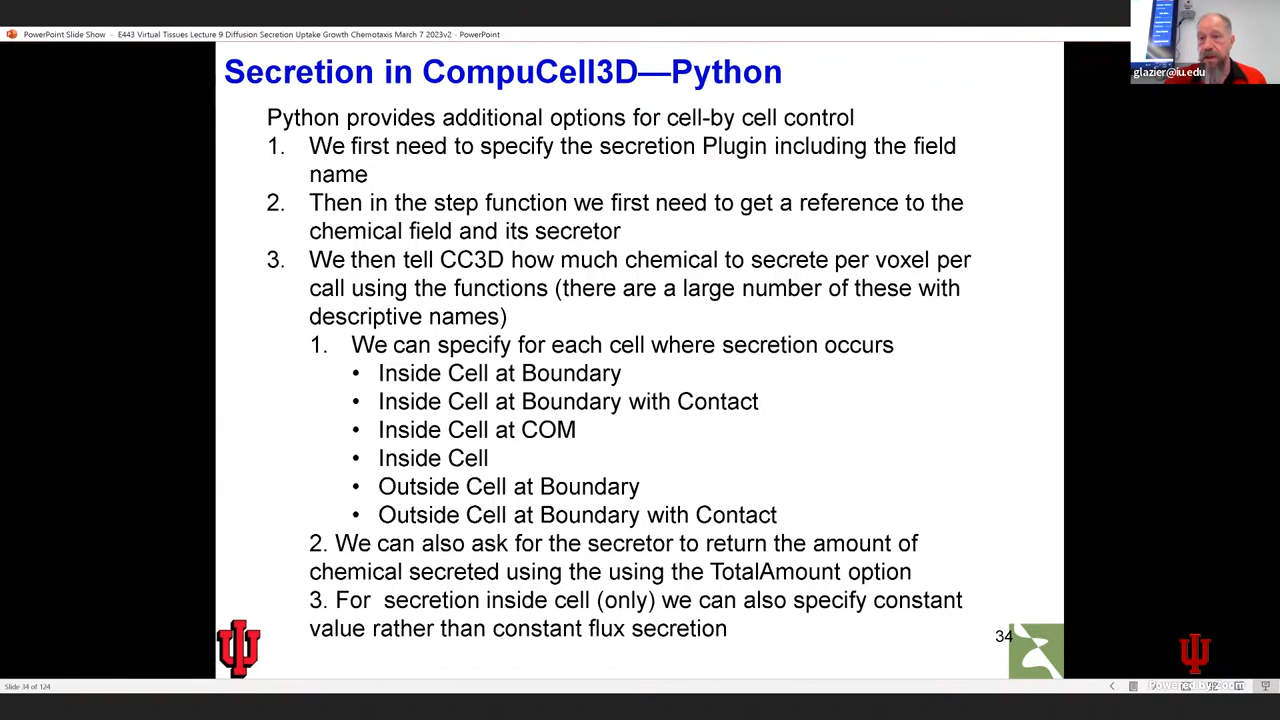 PowerPoint Slide Show - E443 Virtual Tissues Lecture 9 Diffusion Secretion Uptake Growth Chemotaxis March 7 2023v2 - PowerPoint
glazier@iu.edu
Secretion in CompuCell3D—Python
Python provides additional options for cell-by cell control
1. We first need to specify the secretion Plugin including the field
name
2. Then in the step function we first need to get a reference to the
chemical field and its secretor
3. We then tell CC3D how much chemical to secrete per voxel per
call using the functions (there are a large number of these with
descriptive names)
1. We can specify for each cell where secretion occurs
• Inside Cell at Boundary
• Inside Cell at Boundary with Contact
• Inside Cell at COM
• Inside Cell
• Outside Cell at Boundary
• Outside Cell at Boundary with Contact
2. We can also ask for the secretor to return the amount of
chemical secreted using the using the TotalAmount option
3. For secretion inside cell (only) we can also specify constant
value rather than constant flux secretion
34
Slide 34 of 124
Powered by Zoom